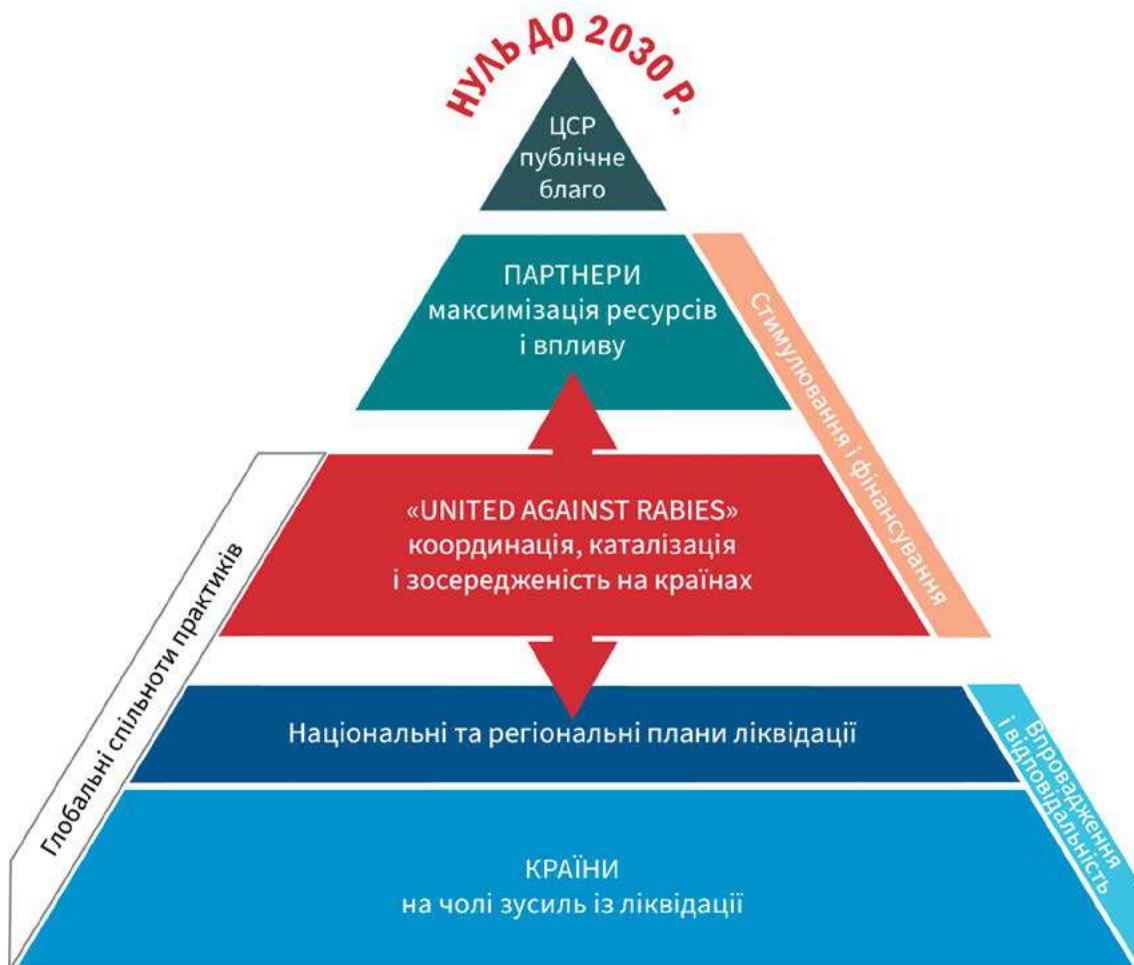 НУЛЬ ДО 2030 Р.
ЦСР
публічне
благо
ПАРТНЕРИ
максимізація ресурсів
і впливу
Стимулювання і фінансування
«UNITED AGAINST RABIES»
координація, каталізація
і зосередженість на країнах
Глобальні спільноти практиків
Національні та регіональні плани ліквідації
Впровадження
і відповідальність
КРАЇНИ
на чолі зусиль із ліквідації